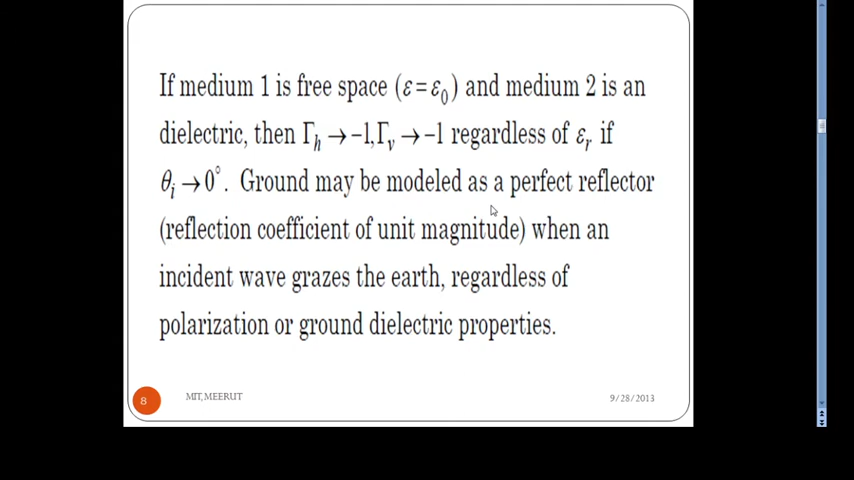 If medium 1 is free space (ε=ε₀) and medium 2 is an
dielectric, then Γₕ → −1, Γᵥ → −1 regardless of εᵣ if
θᵢ → 0°. Ground may be modeled as a perfect reflector
(reflection coefficient of unit magnitude) when an
incident wave grazes the earth, regardless of
polarization or ground dielectric properties.
8 MIT,MEERUT 9/28/2013